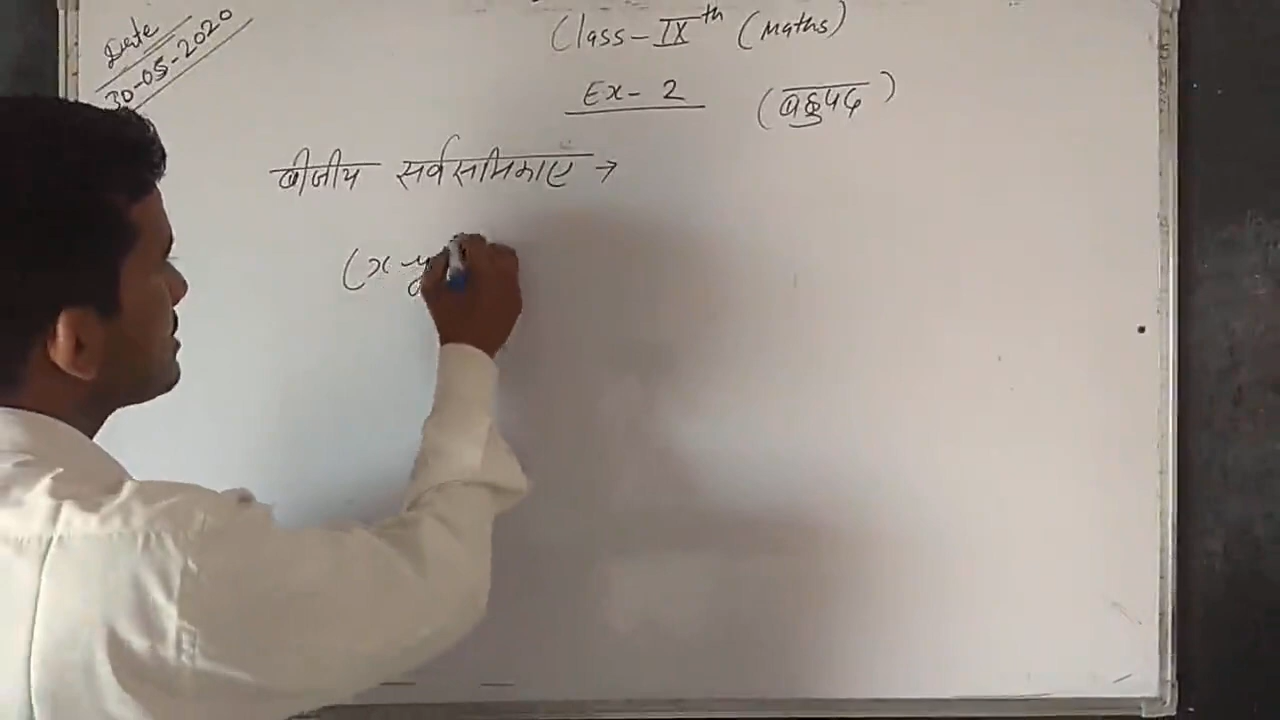 Date
30-05-2020
Class-IXth (Maths)
Ex- 2 (बहुपद)
बीजीय सर्वसमिकाएं →
(x-y